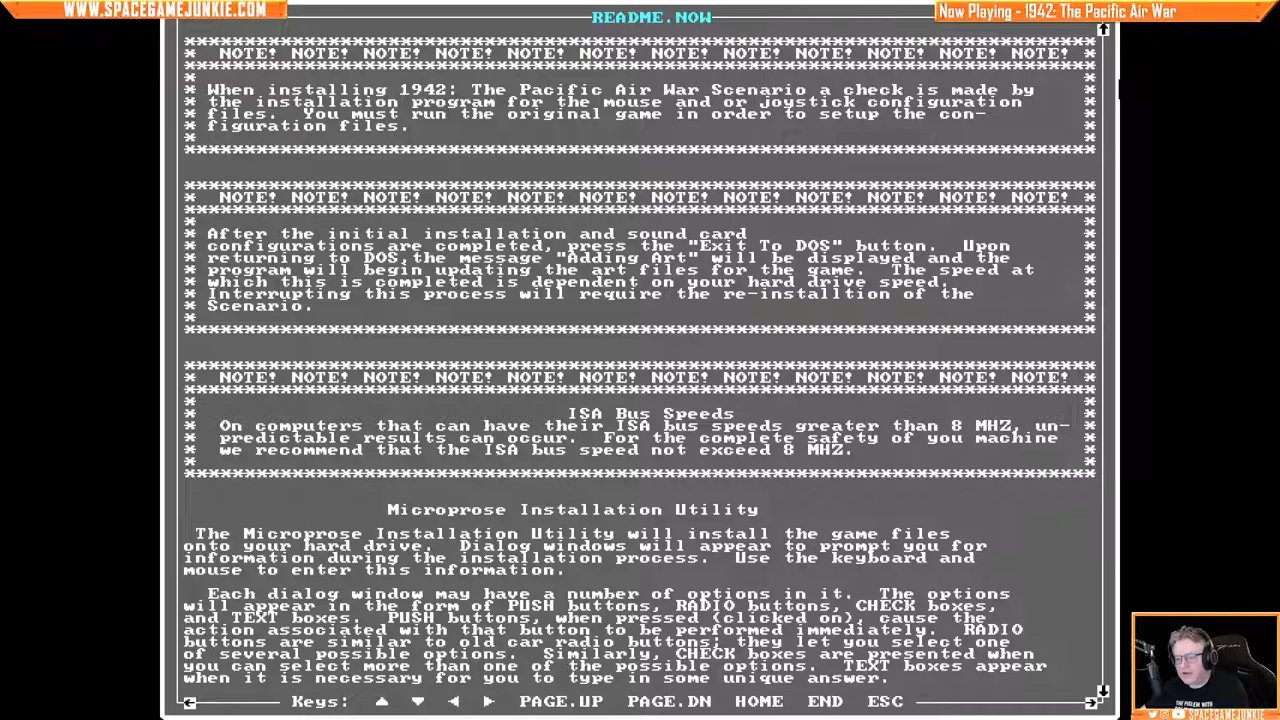 WWW.SPACEGAMEJUNKIE.COM
README.NOW
Now Playing - 1942: The Pacific Air War
*****************************************************************************
*  NOTE!  NOTE!  NOTE!  NOTE!  NOTE!  NOTE!  NOTE!  NOTE!  NOTE!  NOTE!  NOTE!  NOTE!  *
*****************************************************************************
* When installing 1942: The Pacific Air War Scenario a check is made by *
* the installation program for the mouse and or joystick configuration *
* files.  You must run the original game in order to setup the con- *
* figuration files. *
*****************************************************************************
*****************************************************************************
*  NOTE!  NOTE!  NOTE!  NOTE!  NOTE!  NOTE!  NOTE!  NOTE!  NOTE!  NOTE!  NOTE!  NOTE!  *
*****************************************************************************
* After the initial installation and sound card *
* configurations are completed, press the "Exit To DOS" button.  Upon *
* returning to DOS,the message "Adding Art" will be displayed and the *
* program will begin updating the art files for the game.  The speed at *
* which this is completed is dependent on your hard drive speed. *
* Interrupting this process will require the re-installtion of the *
* Scenario. *
*****************************************************************************
*****************************************************************************
*  NOTE!  NOTE!  NOTE!  NOTE!  NOTE!  NOTE!  NOTE!  NOTE!  NOTE!  NOTE!  NOTE!  NOTE!  *
*****************************************************************************
* ISA Bus Speeds *
* On computers that can have their ISA bus speeds greater than 8 MHZ, un- *
* predictable results can occur.  For the complete safety of you machine *
* we recommend that the ISA bus speed not exceed 8 MHZ. *
*****************************************************************************
Microprose Installation Utility
The Microprose Installation Utility will install the game files
onto your hard drive.  Dialog windows will appear to prompt you for
information during the installation process.  Use the keyboard and
mouse to enter this information.
Each dialog window may have a number of options in it.  The options
will appear in the form of PUSH buttons, RADIO buttons, CHECK boxes,
and TEXT boxes.  PUSH buttons, when pressed (clicked on), cause the
action associated with that button to be performed immediately.  RADIO
buttons are similar to old car radio buttons; they let you select one
of several possible options.  Similarly, CHECK boxes are presented when
you can select more than one of the possible options.  TEXT boxes appear
when it is necessary for you to type in some unique answer.
Keys: ▲ ▼ ◄ ► PAGE.UP PAGE.DN HOME END ESC
THE PROBLEM WITH
SPACEGAMEJUNKIE